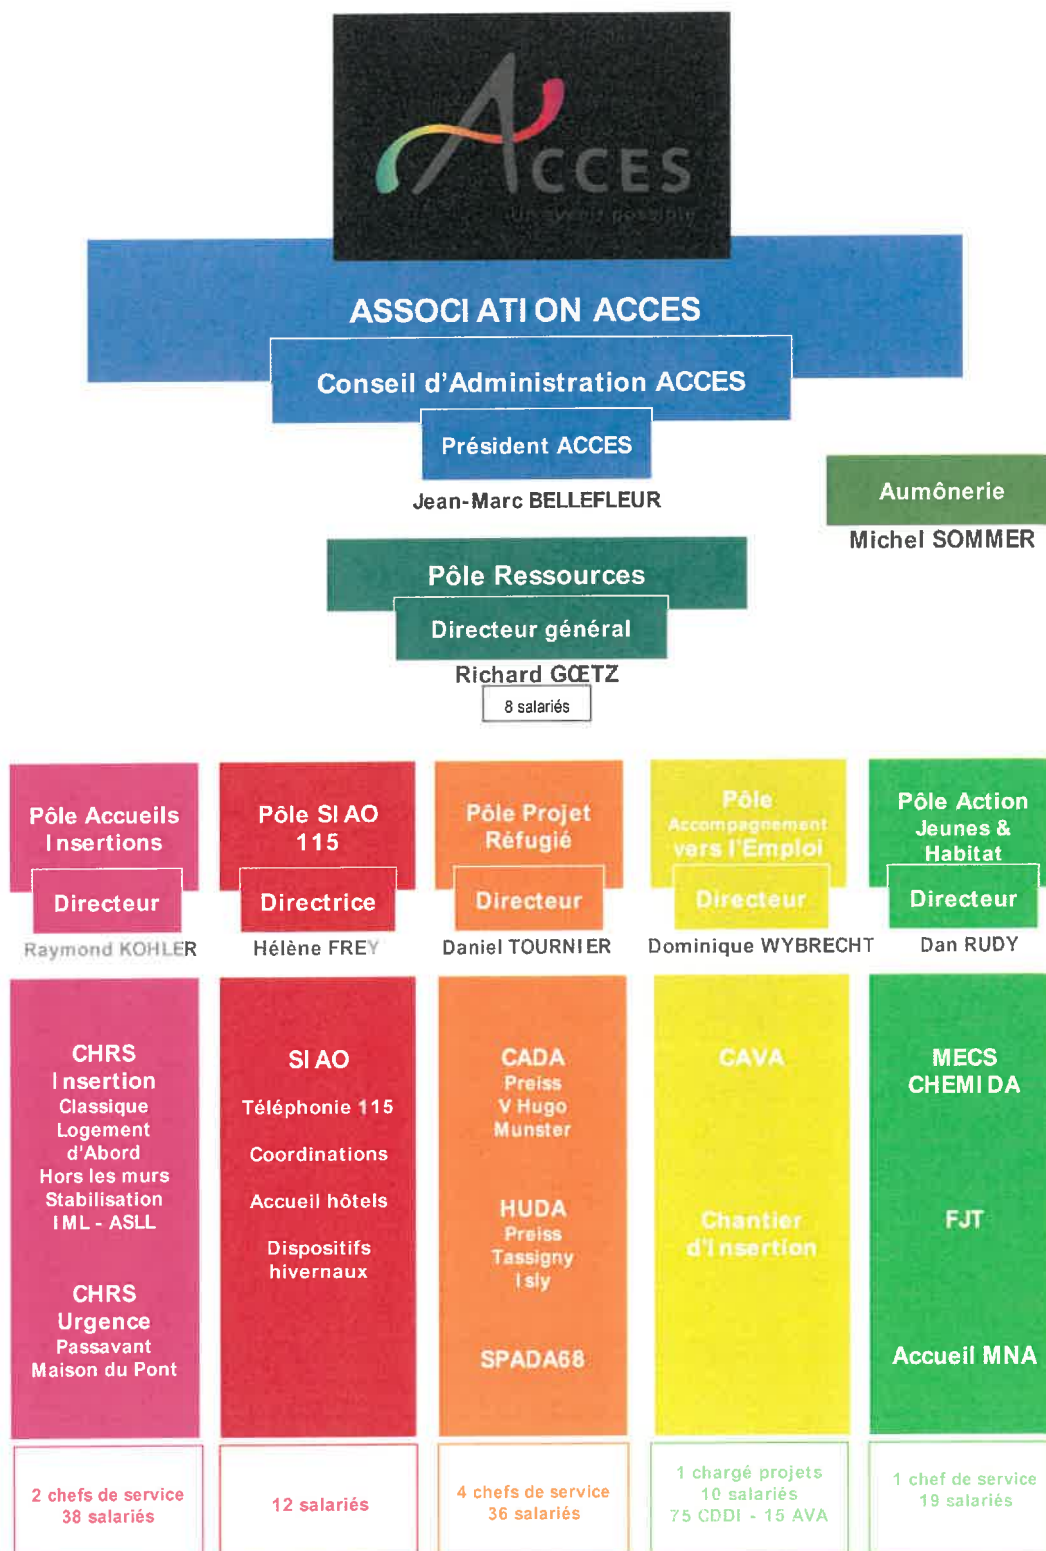 ACCES
Un avenir possible
ASSOCIATION ACCES
Conseil d'Administration ACCES
Président ACCES
Jean-Marc BELLEFLEUR
Aumônerie
Michel SOMMER
Pôle Ressources
Directeur général
Richard GŒTZ
8 salariés
Pôle Accueils
Insertions
Directeur
Raymond KOHLER
Pôle SIAO
115
Directrice
Hélène FREY
Pôle Projet
Réfugié
Directeur
Daniel TOURNIER
Pôle
Accompagnement
vers l'Emploi
Directeur
Dominique WYBRECHT
Pôle Action
Jeunes &
Habitat
Directeur
Dan RUDY
CHRS
Insertion
Classique
Logement
d'Abord
Hors les murs
Stabilisation
IML - ASLL
CHRS
Urgence
Passavant
Maison du Pont
SIAO
Téléphonie 115
Coordinations
Accueil hôtels
Dispositifs
hivernaux
CADA
Preiss
V Hugo
Munster
HUDA
Preiss
Tassigny
Isly
SPADA68
CAVA
Chantier
d'Insertion
MECS
CHEMIDA
FJT
Accueil MNA
2 chefs de service
38 salariés
12 salariés
4 chefs de service
36 salariés
1 chargé projets
10 salariés
75 CDDI - 15 AVA
1 chef de service
19 salariés